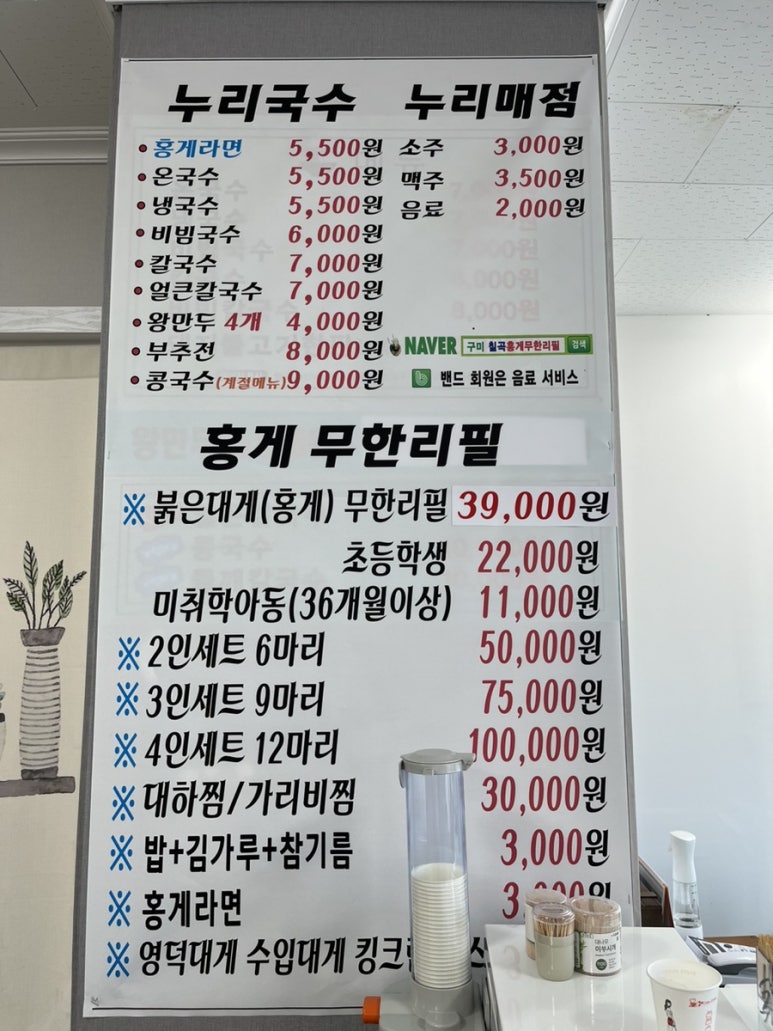 누리국수 누리매점
홍게라면 5,500원 소주 3,000원
온국수 5,500원 맥주 3,500원
냉국수 5,500원 음료 2,000원
비빔국수 6,000원
칼국수 7,000원
얼큰칼국수 7,000원
왕만두 4개 4,000원
부추전 8,000원 NAVER 구미 칠곡홍게무한리필 검색
콩국수(계절메뉴) 9,000원 밴드 회원은 음료 서비스
홍게 무한리필
※ 붉은대게(홍게) 무한리필 39,000원
초등학생 22,000원
미취학아동(36개월이상) 11,000원
※ 2인세트 6마리 50,000원
※ 3인세트 9마리 75,000원
※ 4인세트 12마리 100,000원
※ 대하찜/가리비찜 30,000원
※ 밥+김가루+참기름 3,000원
※ 홍게라면
※ 영덕대게 수입대게
이쑤시개